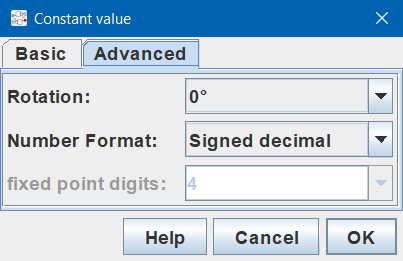 Constant value
Basic Advanced
Rotation: 0°
Number Format: Signed decimal
fixed point digits: 4
Help Cancel OK